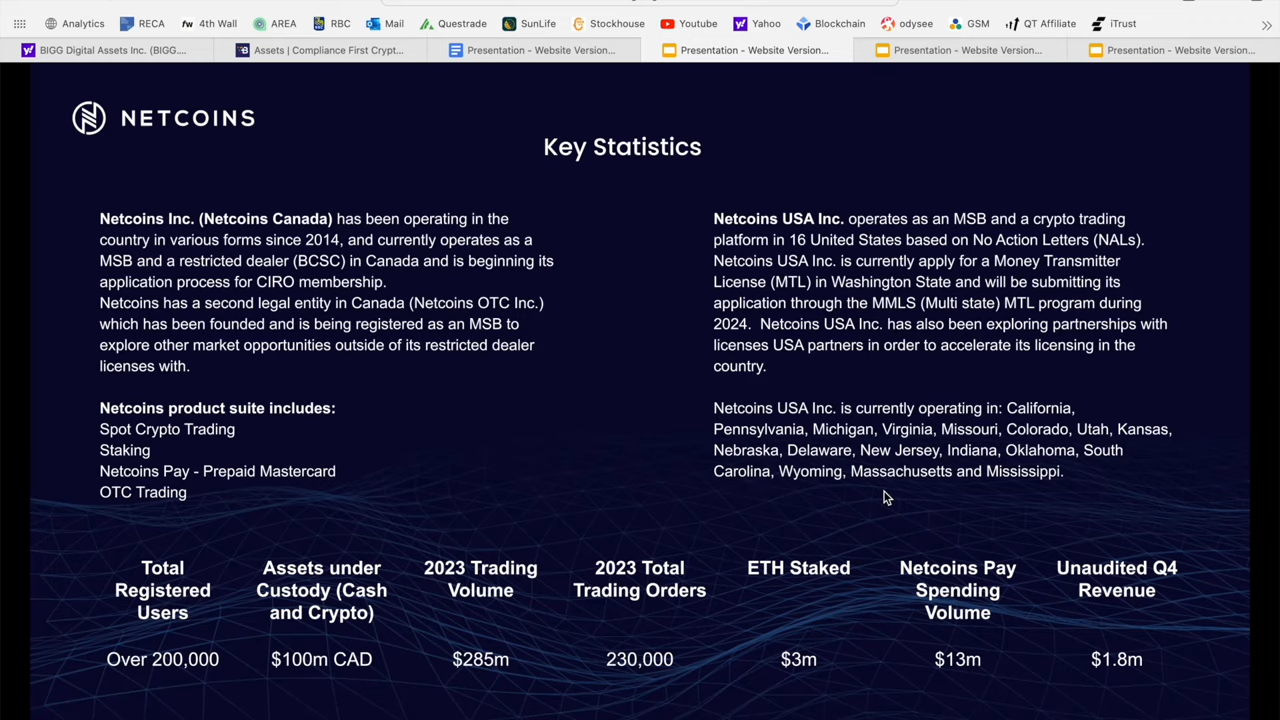 Analytics
RECA
fw 4th Wall
AREA
RBC
Mail
Questrade
SunLife
Stockhouse
Youtube
Yahoo
Blockchain
odysee
GSM
QT Affiliate
iTrust
BIGG Digital Assets Inc. (BIGG....
Assets | Compliance First Crypt...
Presentation - Website Version...
Presentation - Website Version...
Presentation - Website Version...
Presentation - Website Version...
NETCOINS
Key Statistics
Netcoins Inc. (Netcoins Canada) has been operating in the
country in various forms since 2014, and currently operates as a
MSB and a restricted dealer (BCSC) in Canada and is beginning its
application process for CIRO membership.
Netcoins has a second legal entity in Canada (Netcoins OTC Inc.)
which has been founded and is being registered as an MSB to
explore other market opportunities outside of its restricted dealer
licenses with.
Netcoins product suite includes:
Spot Crypto Trading
Staking
Netcoins Pay - Prepaid Mastercard
OTC Trading
Netcoins USA Inc. operates as an MSB and a crypto trading
platform in 16 United States based on No Action Letters (NALs).
Netcoins USA Inc. is currently apply for a Money Transmitter
License (MTL) in Washington State and will be submitting its
application through the MMLS (Multi state) MTL program during
2024. Netcoins USA Inc. has also been exploring partnerships with
licenses USA partners in order to accelerate its licensing in the
country.
Netcoins USA Inc. is currently operating in: California,
Pennsylvania, Michigan, Virginia, Missouri, Colorado, Utah, Kansas,
Nebraska, Delaware, New Jersey, Indiana, Oklahoma, South
Carolina, Wyoming, Massachusetts and Mississippi.
Total
Registered
Users
Over 200,000
Assets under
Custody (Cash
and Crypto)
$100m CAD
2023 Trading
Volume
$285m
2023 Total
Trading Orders
230,000
ETH Staked
$3m
Netcoins Pay
Spending
Volume
$13m
Unaudited Q4
Revenue
$1.8m